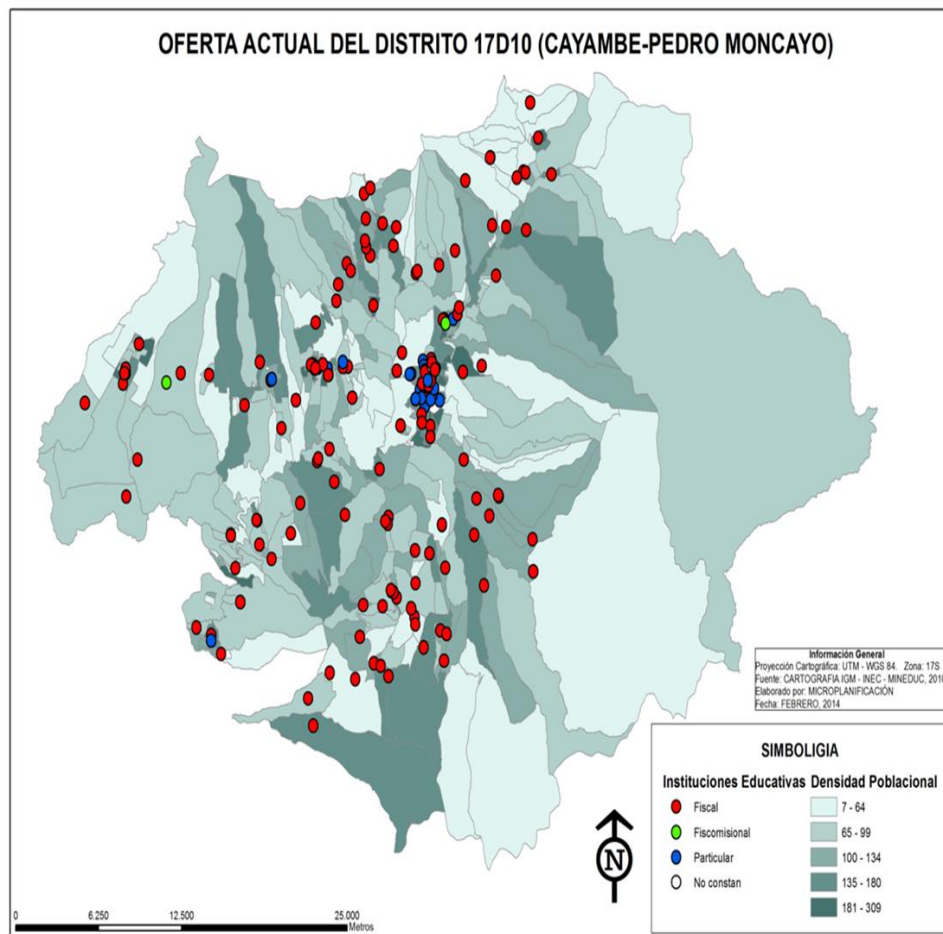 OFERTA ACTUAL DEL DISTRITO 17D10 (CAYAMBE-PEDRO MONCAYO)
Información General
Proyección Cartográfica: UTM - WGS 84. Zona: 17S
Fuente: CARTOGRAFIA IGM - INEC - MINEDUC, 2010
Elaborado por: MICROPLANIFICACIÓN
Fecha: FEBRERO, 2014
SIMBOLIGIA
Instituciones Educativas Densidad Poblacional
Fiscal 7 - 64
Fiscomisional 65 - 99
Particular 100 - 134
No constan 135 - 180
181 - 309
N
0 6.250 12.500 25.000
Metros